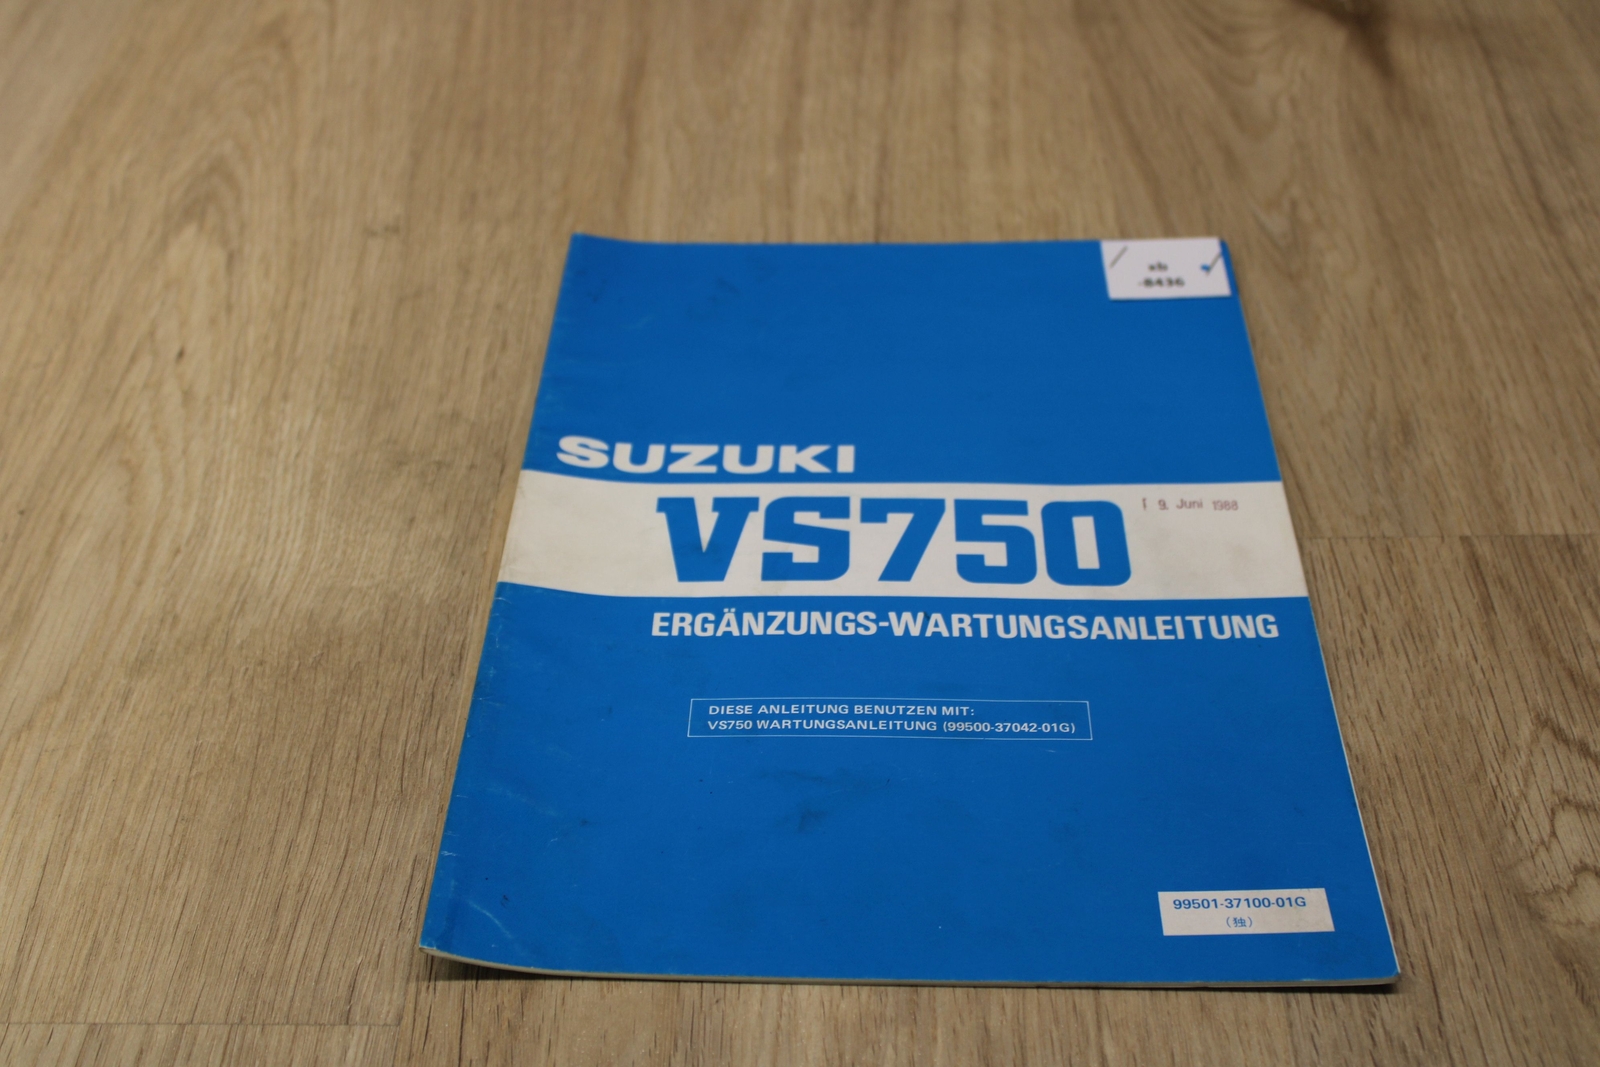 xb
-8436
SUZUKI
VS750
9. Juni 1988
ERGÄNZUNGS-WARTUNGSANLEITUNG
DIESE ANLEITUNG BENUTZEN MIT:
VS750 WARTUNGSANLEITUNG (99500-37042-01G)
99501-37100-01G
(独)